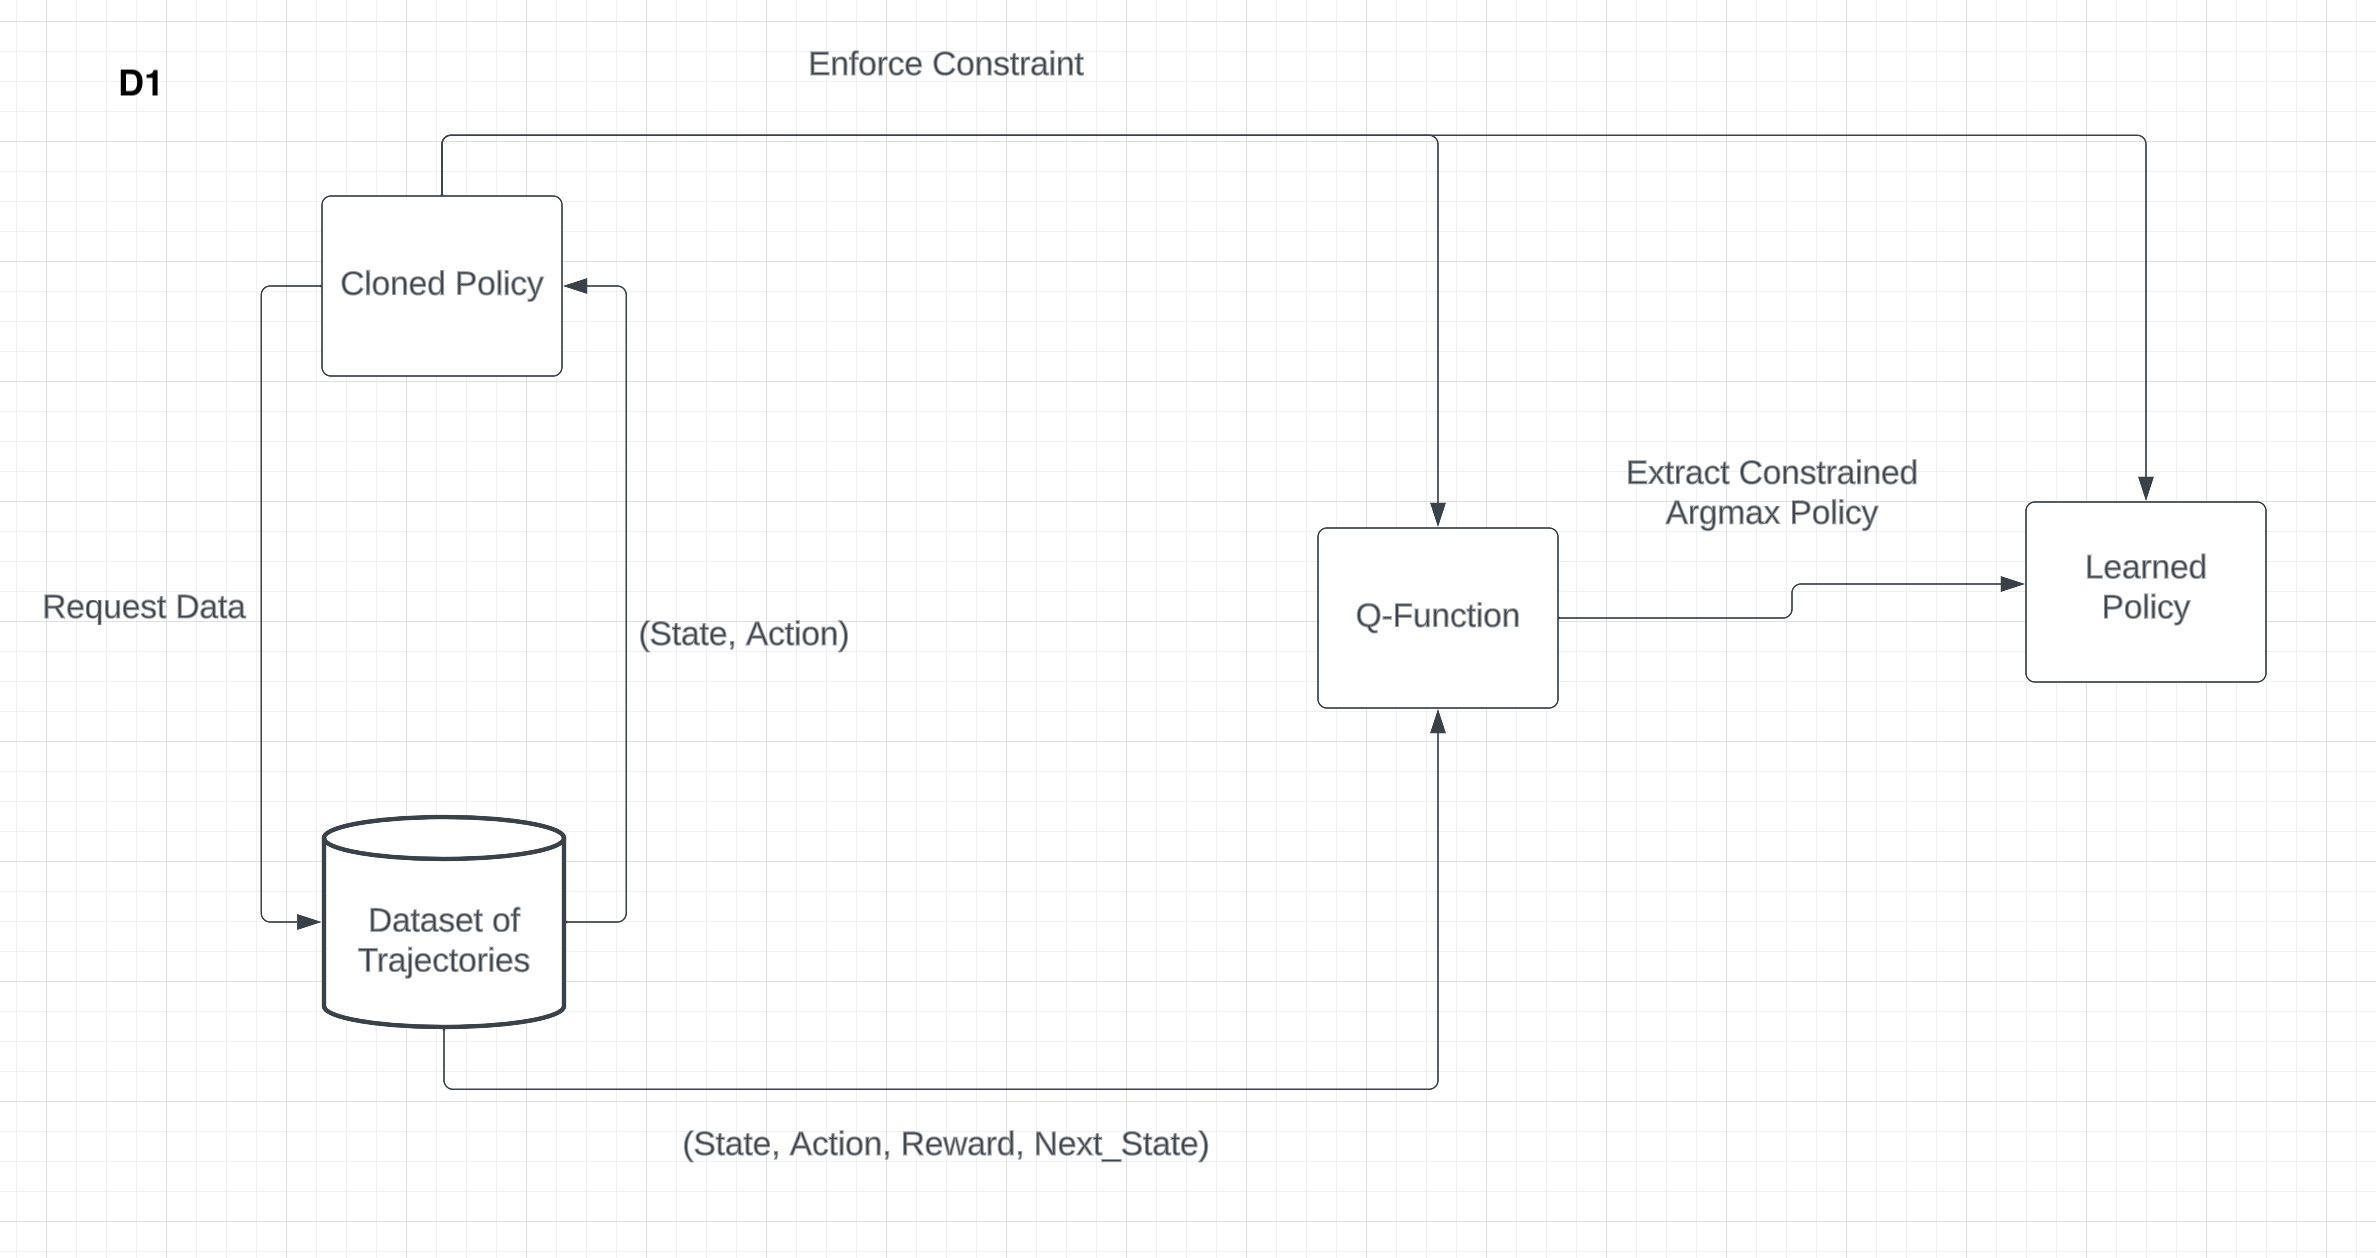 D1
Enforce Constraint
Cloned Policy
Request Data
(State, Action)
Extract Constrained
Argmax Policy
Q-Function
Learned
Policy
Dataset of
Trajectories
(State, Action, Reward, Next_State)